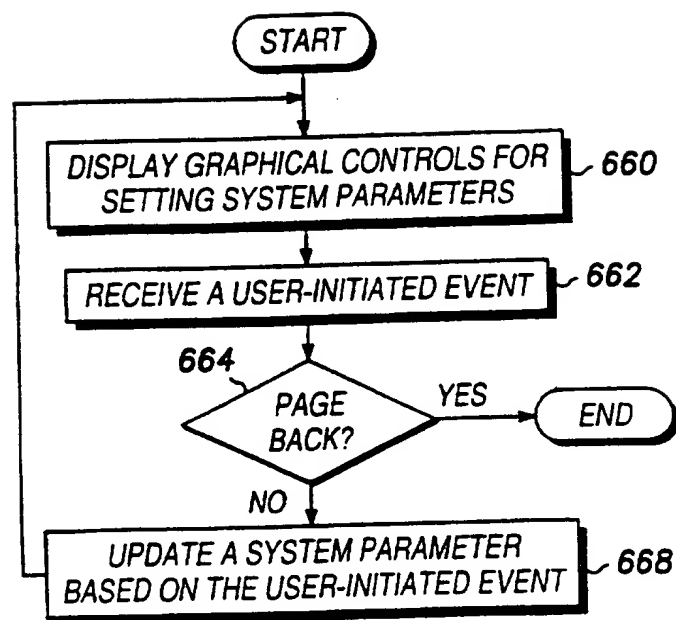 START
DISPLAY GRAPHICAL CONTROLS FOR
SETTING SYSTEM PARAMETERS
660
RECEIVE A USER-INITIATED EVENT
662
664
PAGE
BACK?
YES
END
NO
UPDATE A SYSTEM PARAMETER
BASED ON THE USER-INITIATED EVENT
668